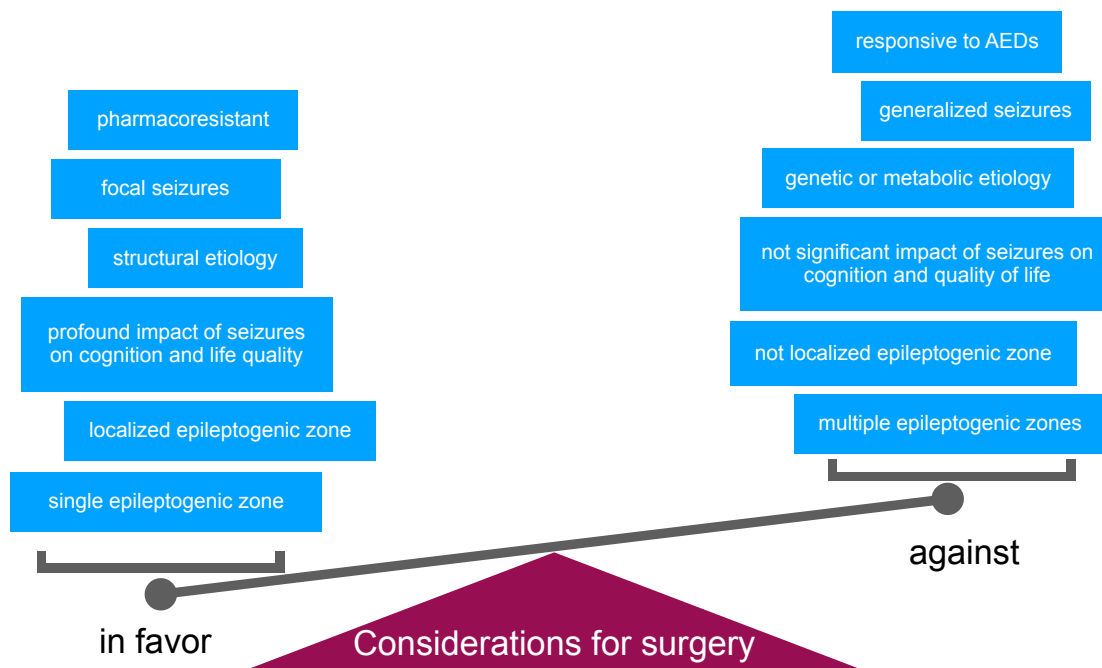 pharmacoresistant
focal seizures
structural etiology
profound impact of seizures
on cognition and life quality
localized epileptogenic zone
single epileptogenic zone
in favor
responsive to AEDs
generalized seizures
genetic or metabolic etiology
not significant impact of seizures on
cognition and quality of life
not localized epileptogenic zone
multiple epileptogenic zones
against
Considerations for surgery